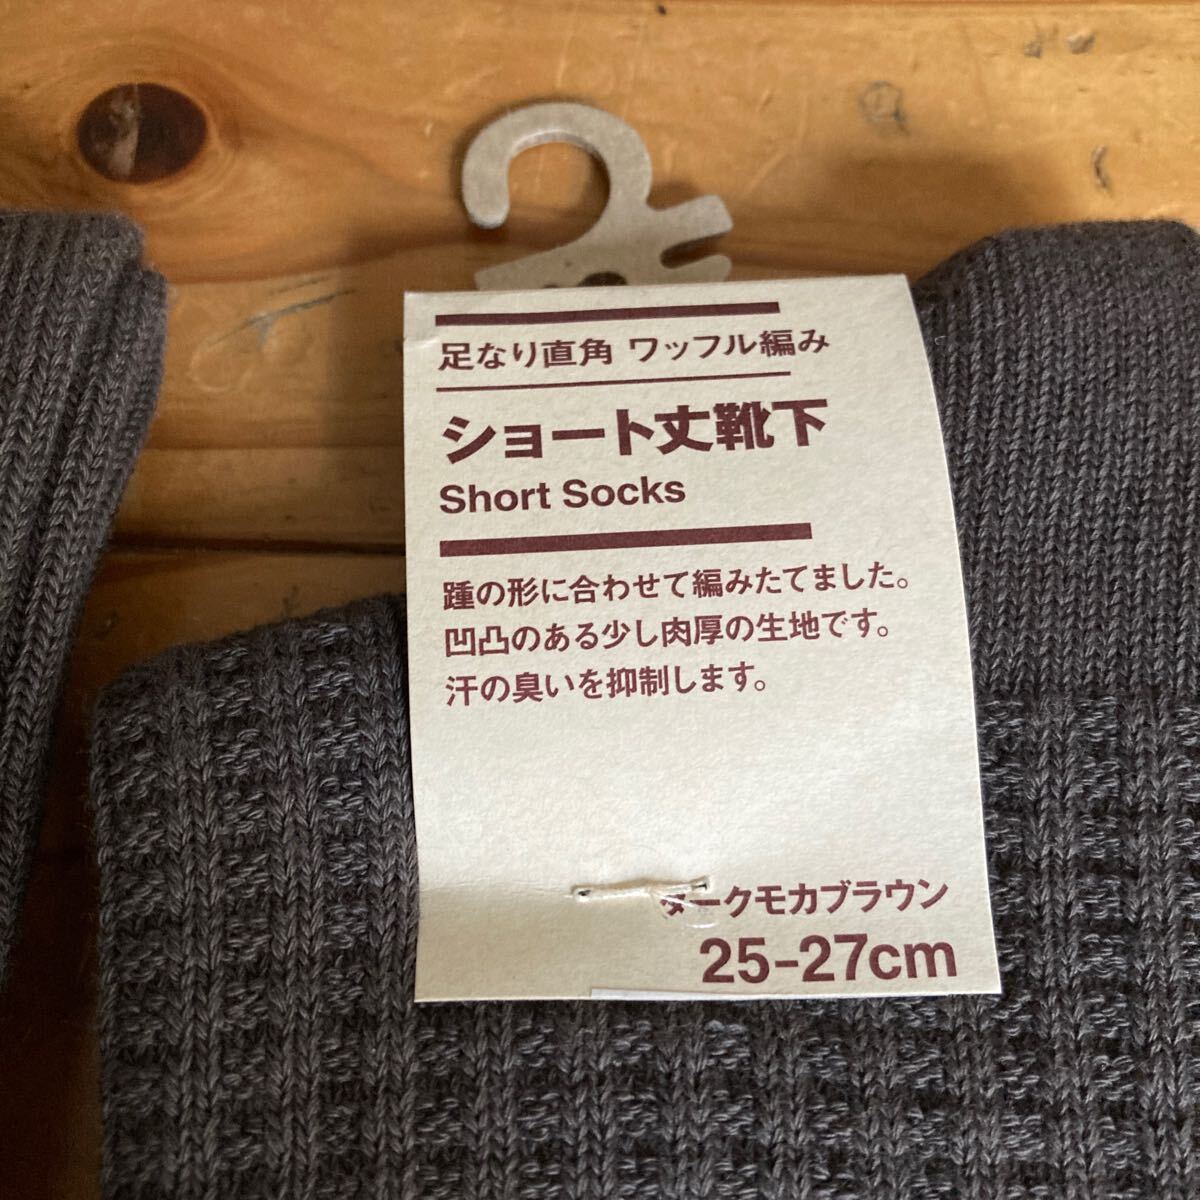 足なり直角 ワッフル編み
ショート丈靴下
Short Socks
踵の形に合わせて編みたてました。
凹凸のある少し肉厚の生地です。
汗の臭いを抑制します。
ダークモカブラウン
25-27cm